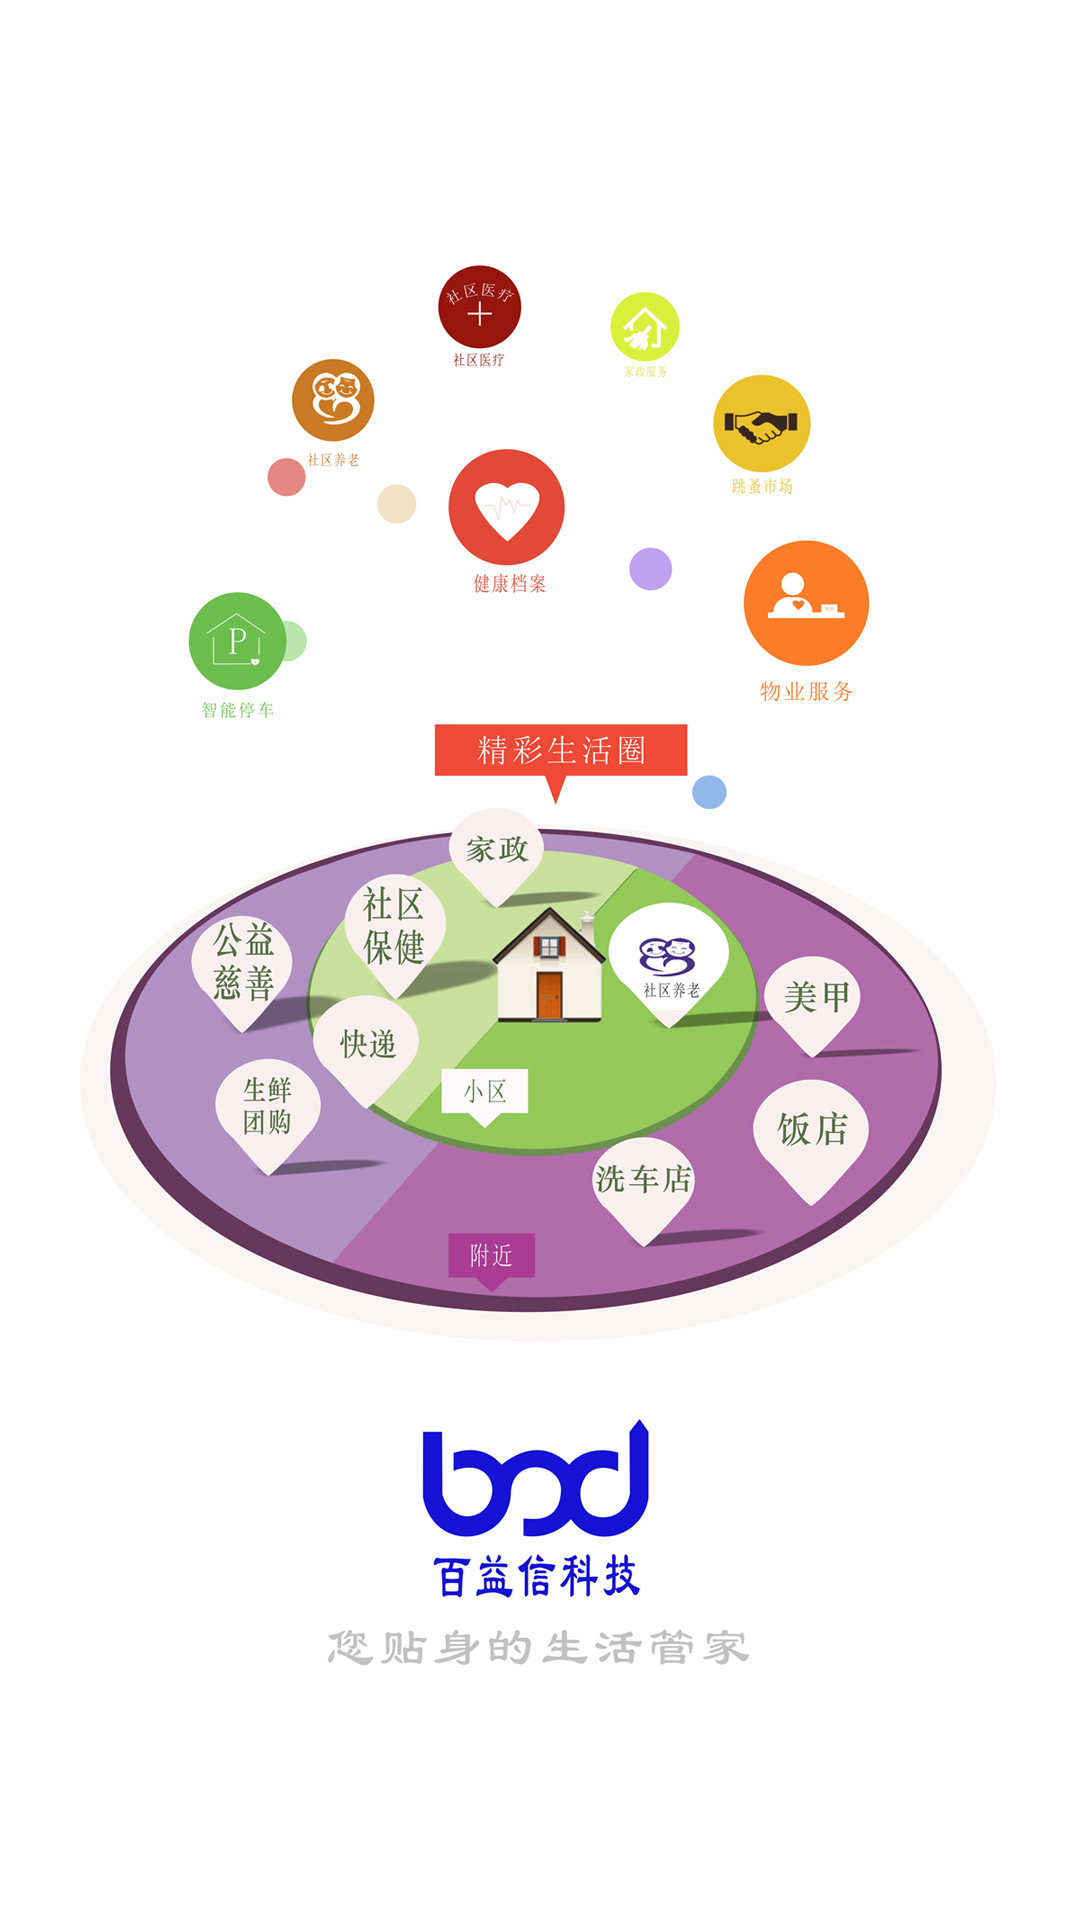 社区医疗
社区医疗
家政服务
社区养老
跳蚤市场
健康档案
P
智能停车
物业服务
精彩生活圈
家政
社区
保健
公益
慈善
社区养老
美甲
快递
小区
生鲜
团购
饭店
洗车店
附近
百益信科技
您贴身的生活管家